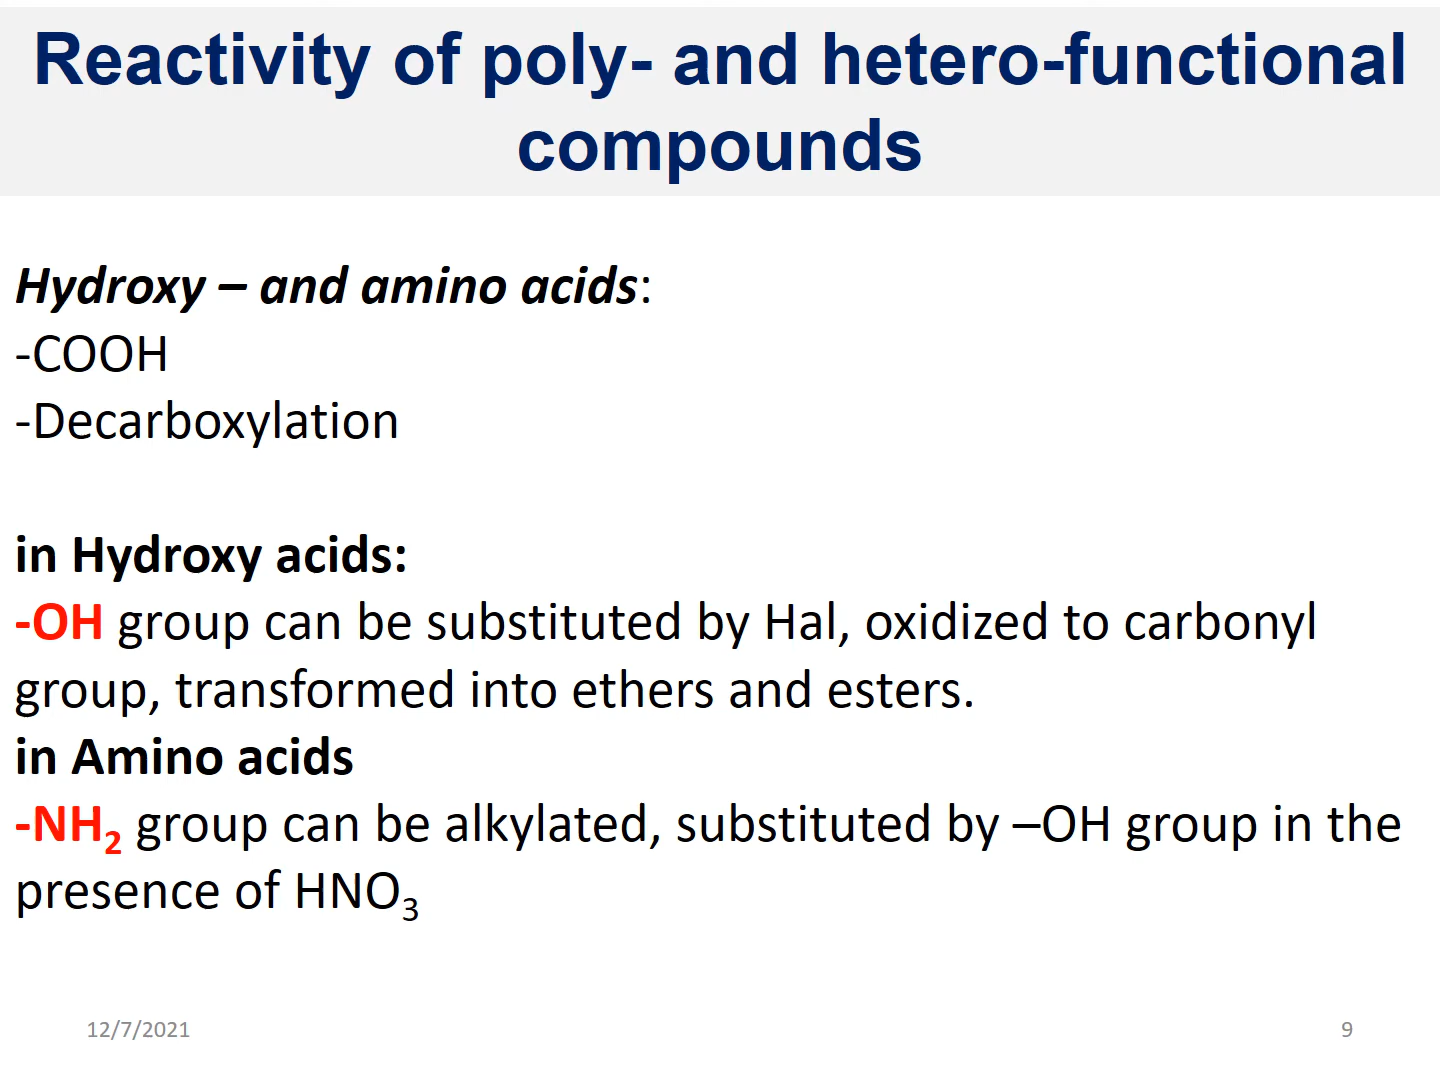 Reactivity of poly- and hetero-functional
compounds
Hydroxy – and amino acids:
-COOH
-Decarboxylation
in Hydroxy acids:
-OH group can be substituted by Hal, oxidized to carbonyl
group, transformed into ethers and esters.
in Amino acids
-NH₂ group can be alkylated, substituted by –OH group in the
presence of HNO₃
12/7/2021
9